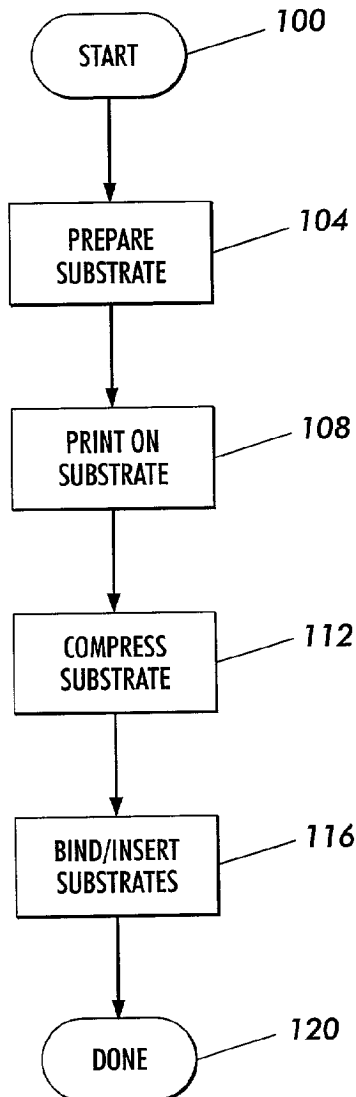 START
100
PREPARE
SUBSTRATE
104
PRINT ON
SUBSTRATE
108
COMPRESS
SUBSTRATE
112
BIND/INSERT
SUBSTRATES
116
DONE
120